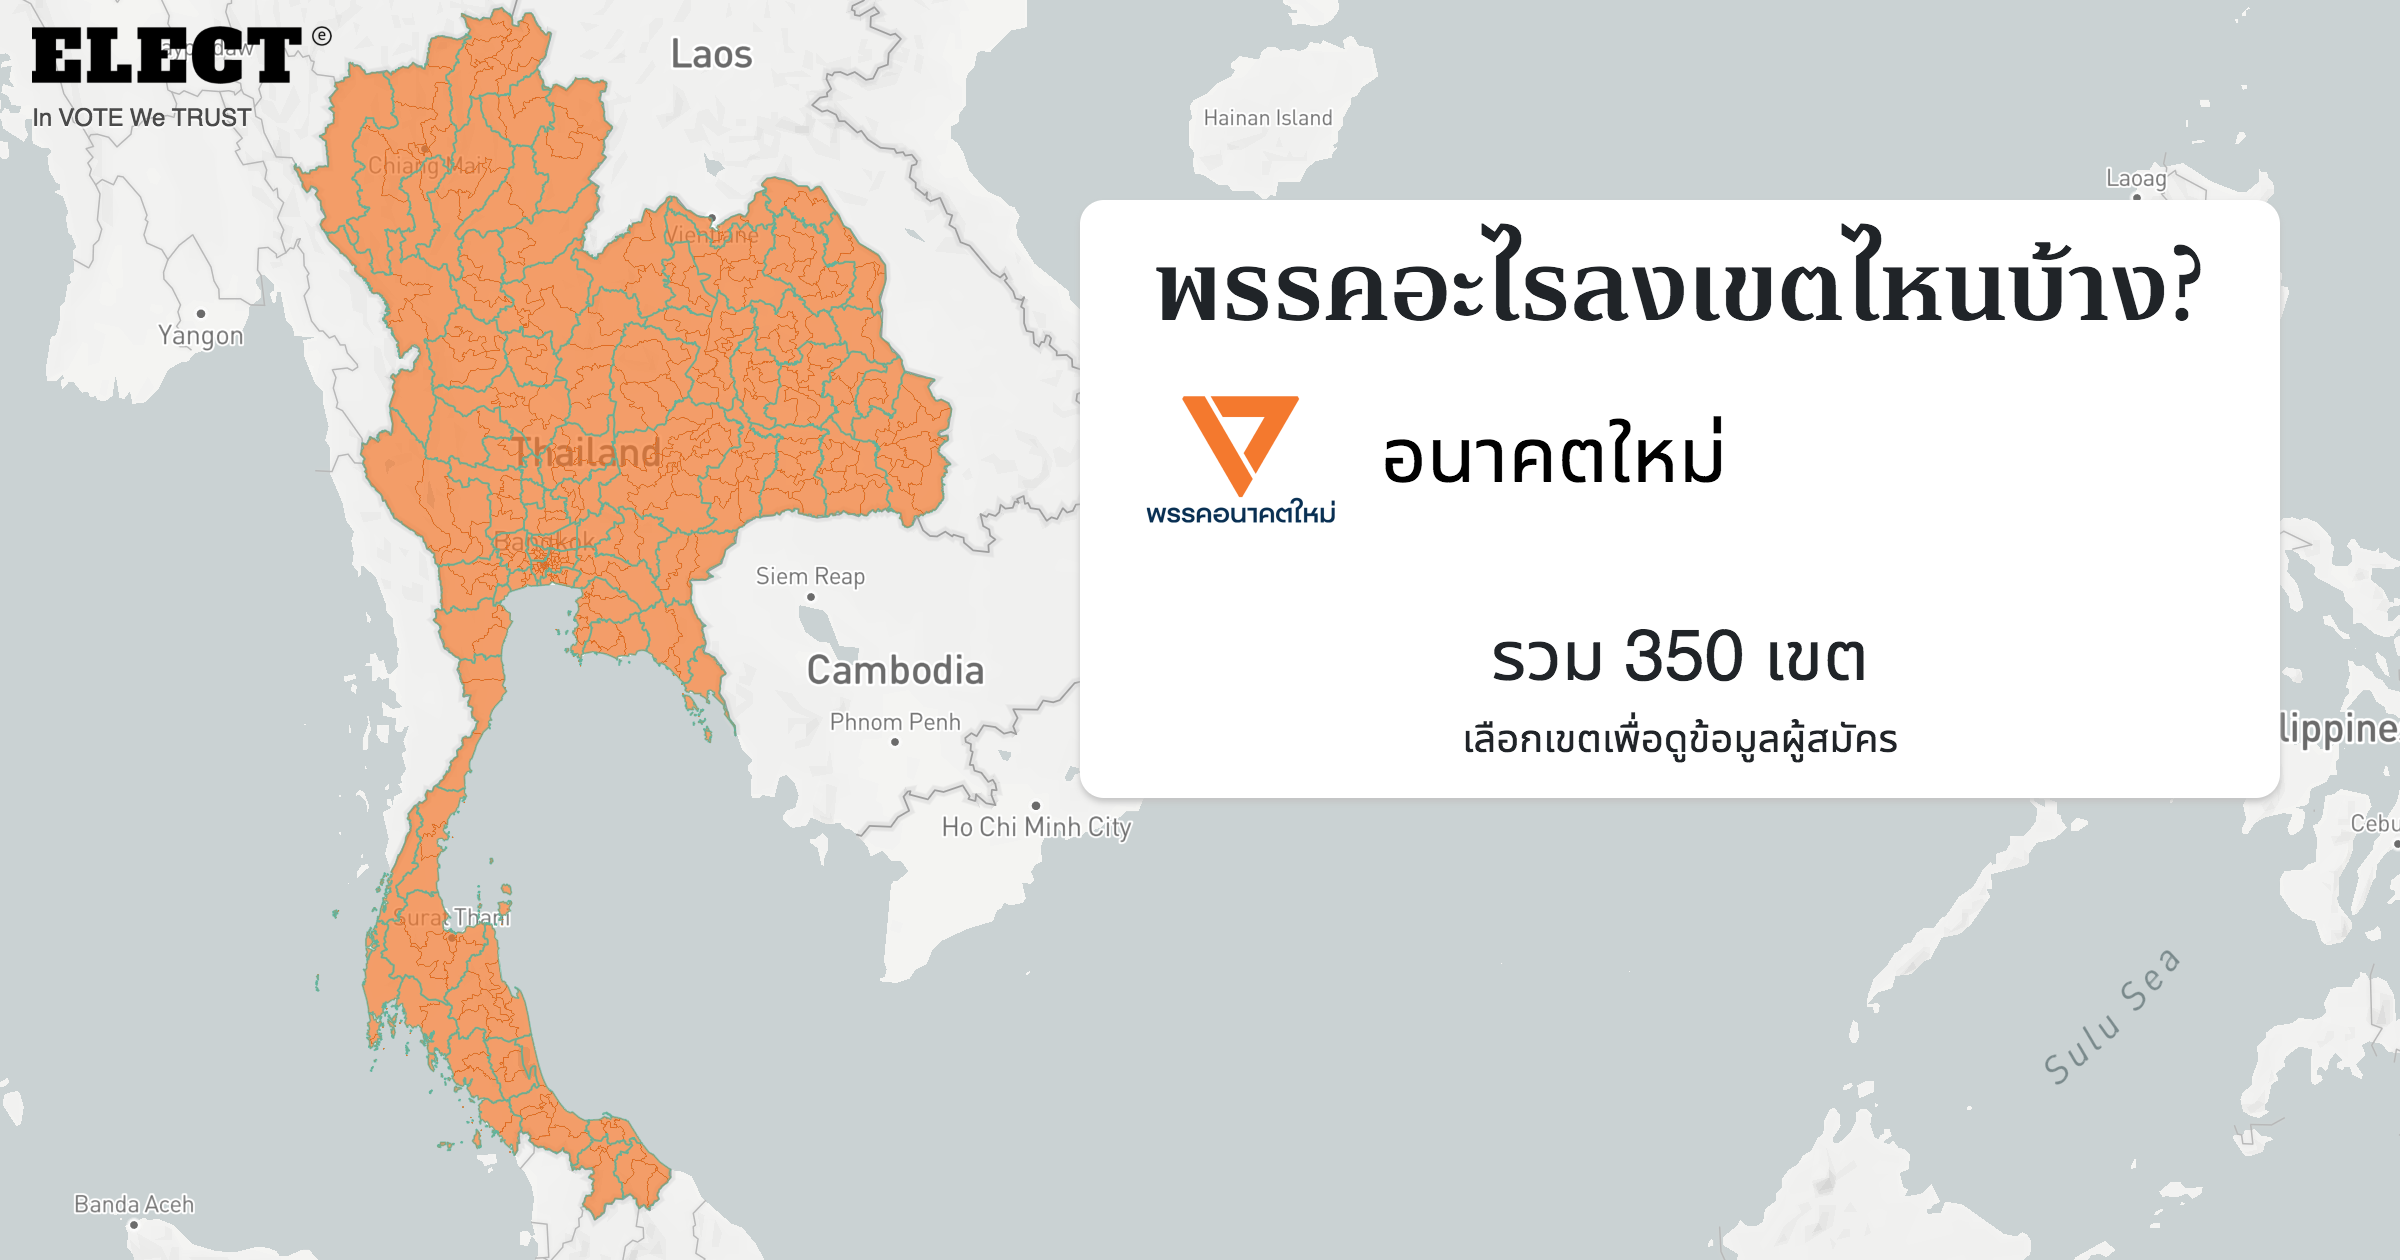 ELECT
ⓔ
In VOTE We TRUST
Laos
Hainan Island
Laoag
Chiang Mai
Vientiane
Yangon
พรรคอะไรลงเขตไหนบ้าง?
อนาคตใหม่
พรรคอนาคตใหม่
Thailand
Bangkok
Siem Reap
Cambodia
รวม 350 เขต
Phnom Penh
เลือกเขตเพื่อดูข้อมูลผู้สมัคร
lippine
Ho Chi Minh City
Cebu
Surat Thani
Sulu Sea
Banda Aceh